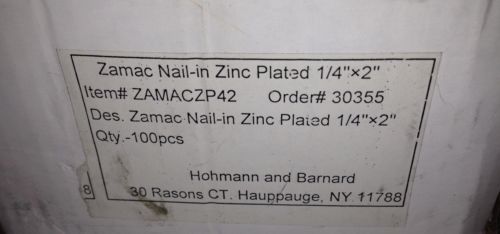 Zamac Nail-in Zinc Plated 1/4"×2"
Item# ZAMACZP42 Order# 30355
Des. Zamac Nail-in Zinc Plated 1/4"×2"
Qty.-100pcs
Hohmann and Barnard
8
30 Rasons CT. Hauppauge, NY 11788